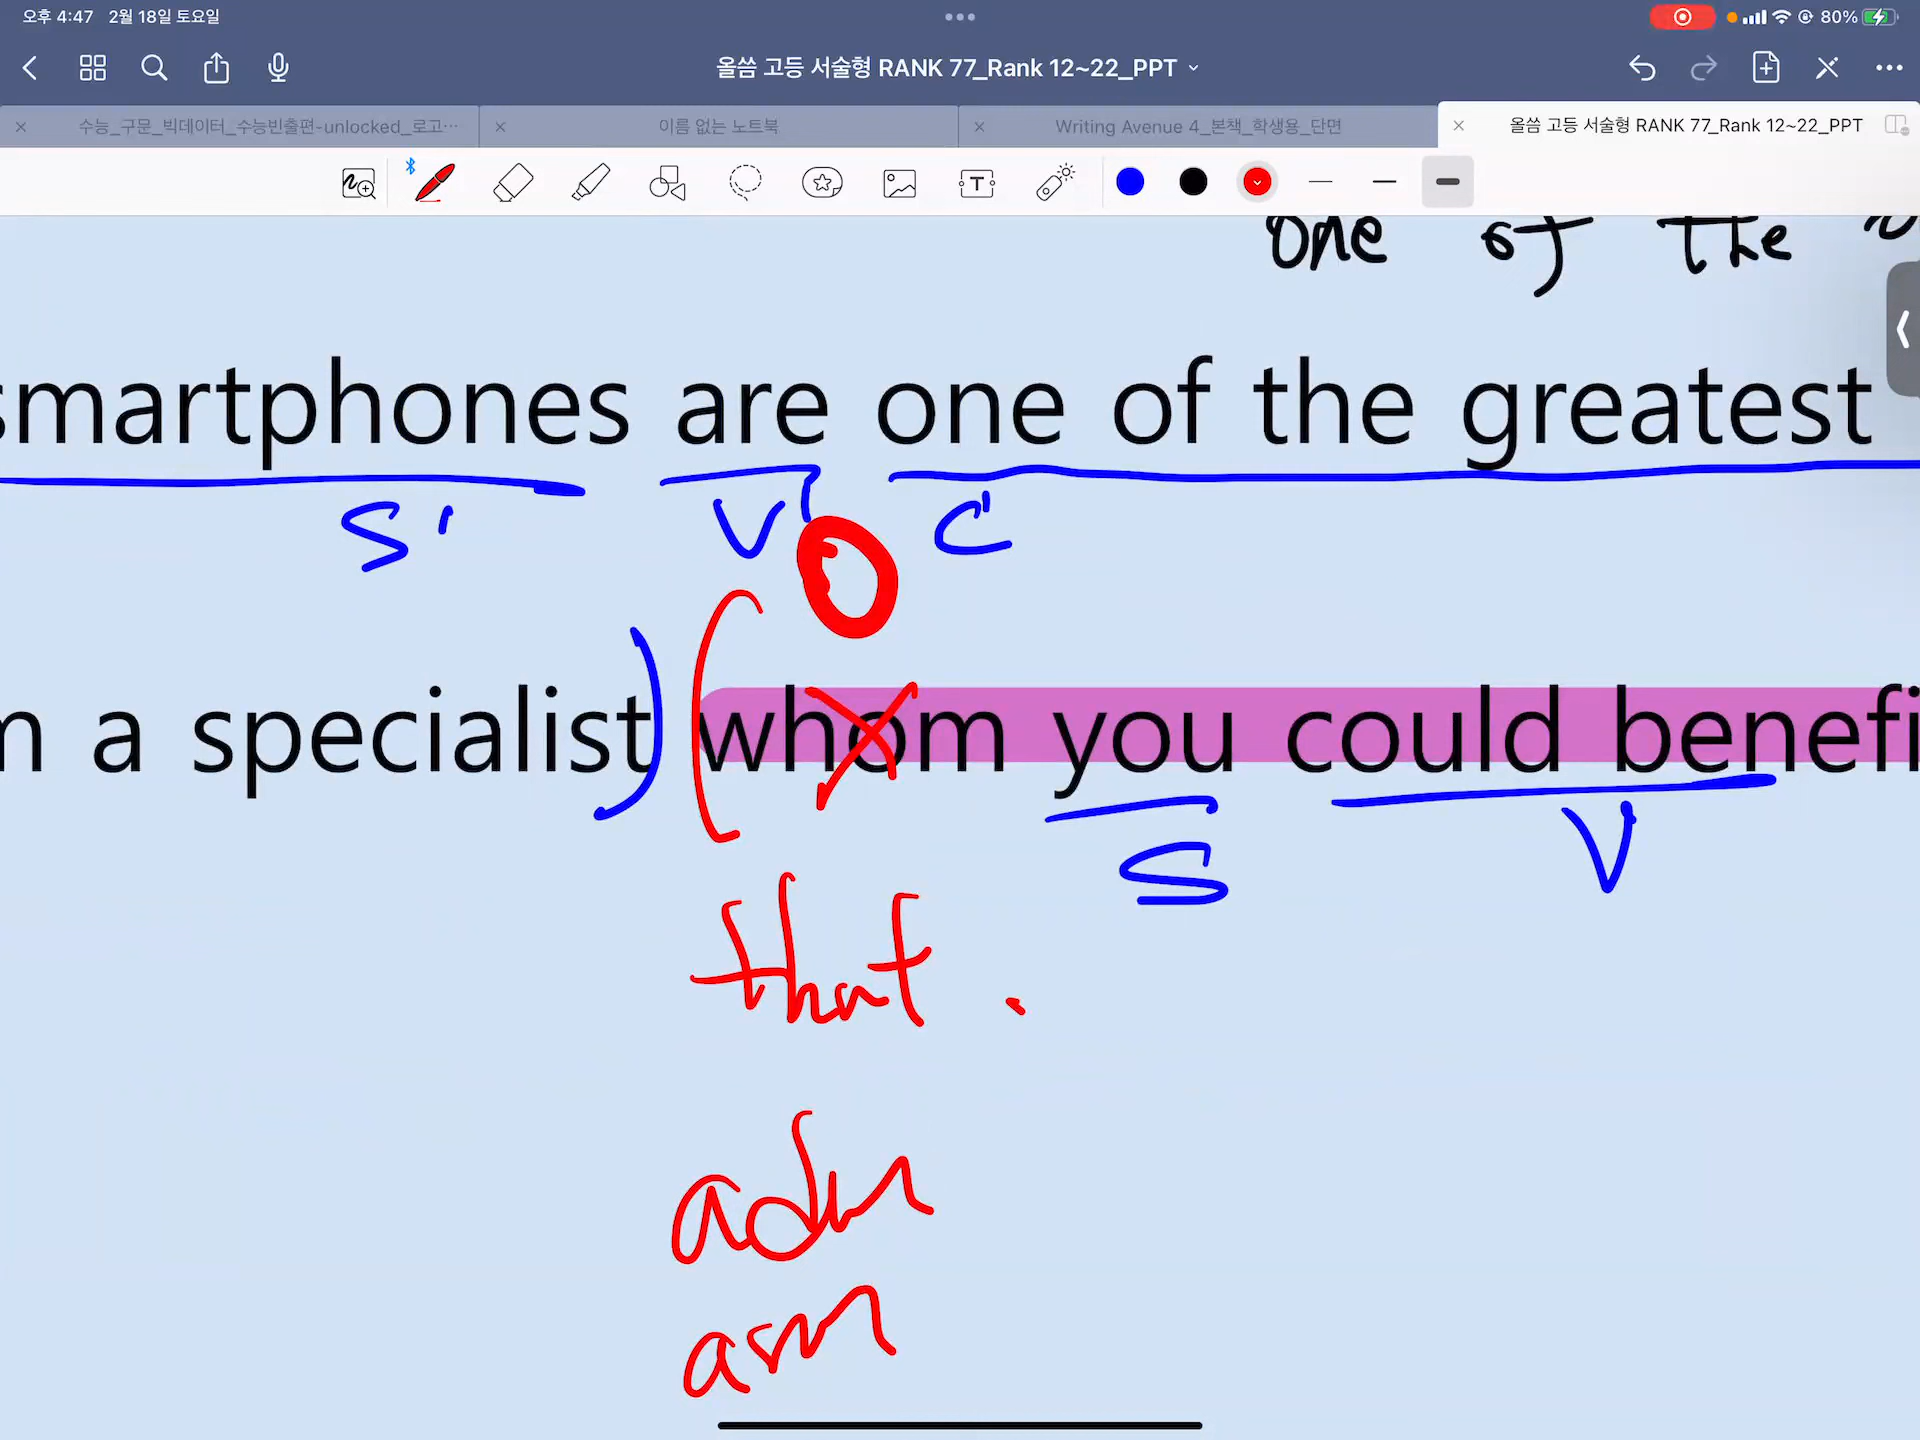 오후 4:47 2월 18일 토요일
80%
올씀 고등 서술형 RANK 77_Rank 12~22_PPT
수능_구문_빅데이터_수능빈출편-unlocked_로고…
이름 없는 노트북
Writing Avenue 4_본책_학생용_단면
올씀 고등 서술형 RANK 77_Rank 12~22_PPT
T
one of the
smartphones are one of the greatest
S' V' C'
m a specialist) (whom you could benefi
S V
that.